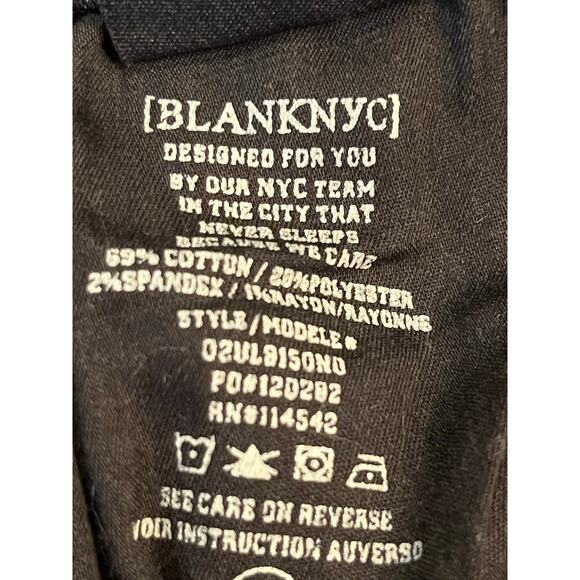 [BLANKNYC]
DESIGNED FOR YOU
BY OUR NYC TEAM
IN THE CITY THAT
NEVER SLEEPS
BECAUSE WE CARE
69% COTTON / 28% POLYESTER
2% SPANDEX / 1% RAYON/RAYONNE
STYLE/MODELE#
02UL9150NO
PO#120292
RN#114542
SEE CARE ON REVERSE
VOIR INSTRUCTION AUVERSO